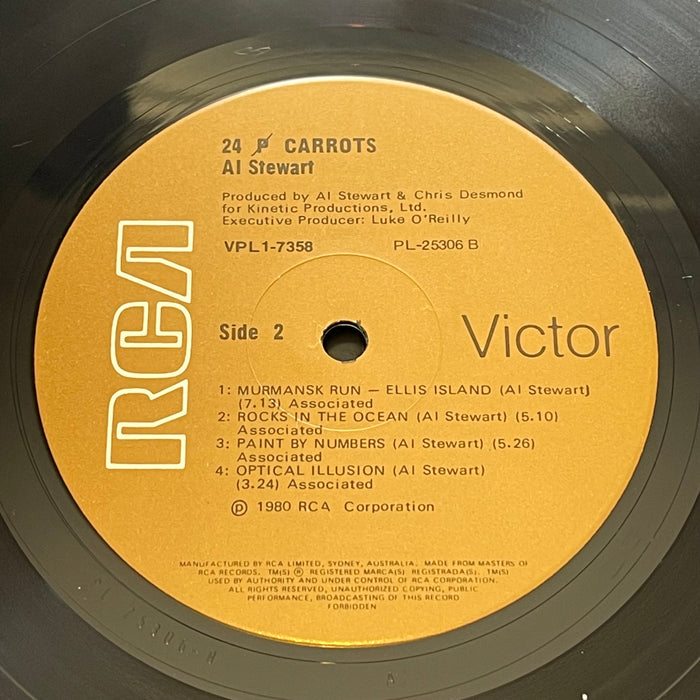 24 P CARROTS
Al Stewart
Produced by Al Stewart & Chris Desmond
for Kinetic Productions, Ltd.
Executive Producer: Luke O'Reilly
VPL1-7358 PL-25306 B
RCA
Side 2
Victor
1: MURMANSK RUN – ELLIS ISLAND (Al Stewart)
(7.13) Associated
2: ROCKS IN THE OCEAN (Al Stewart) (5.10)
Associated
3: PAINT BY NUMBERS (Al Stewart) (5.26)
Associated
4: OPTICAL ILLUSION (Al Stewart)
(3.24) Associated
℗ 1980 RCA Corporation
MANUFACTURED BY RCA LIMITED, SYDNEY, AUSTRALIA. MADE FROM MASTERS OF
RCA RECORDS. TM(S) ® REGISTERED MARCA(S) REGISTRADA(S). TM(S)
USED BY AUTHORITY AND UNDER CONTROL OF RCA CORPORATION.
ALL RIGHTS RESERVED, UNAUTHORIZED COPYING, PUBLIC
PERFORMANCE, BROADCASTING OF THIS RECORD
FORBIDDEN